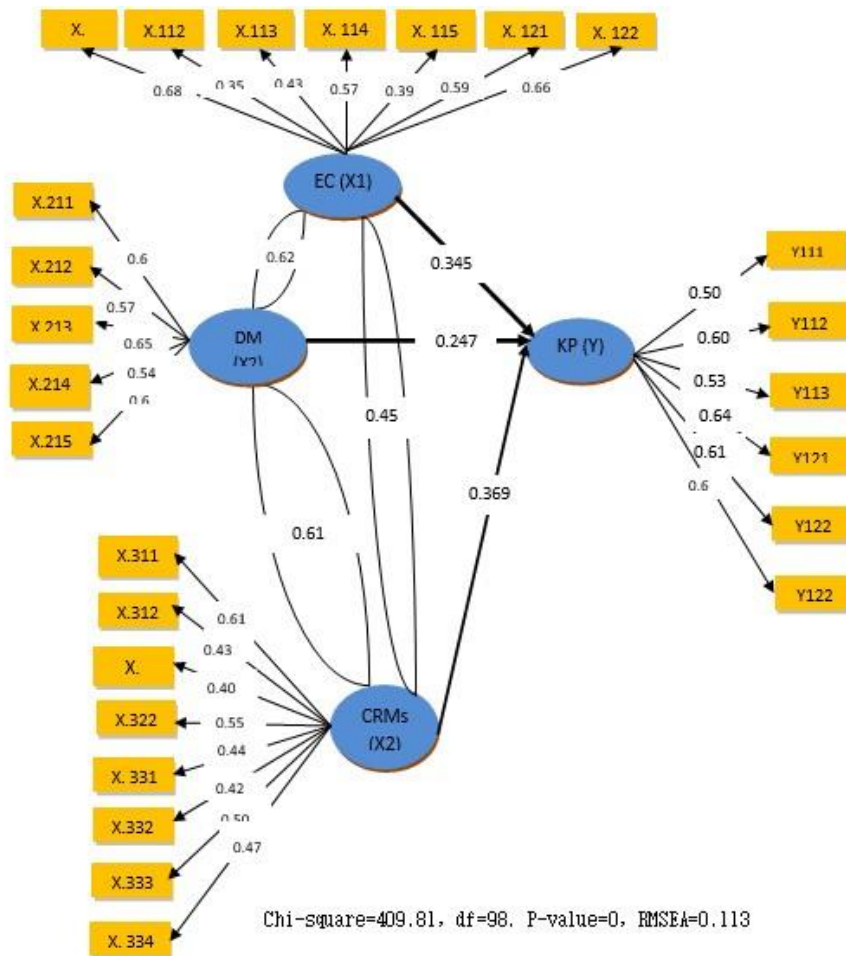 X.
X.112
X.113
X. 114
X. 115
X. 121
X. 122
0.68
0.35
0.43
0.57
0.39
0.59
0.66
EC (X1)
X.211
X.212
X.213
X.214
X.215
0.6
0.57
0.65
0.54
0.6
0.62
DM
0.345
0.247
0.45
0.369
0.61
KP (Y)
Y111
Y112
Y113
Y121
Y122
Y122
0.50
0.60
0.53
0.64
0.61
0.6
X.311
X.312
X.
X.322
X. 331
X.332
X.333
X. 334
0.61
0.43
0.40
0.55
0.44
0.42
0.50
0.47
CRMs
(X2)
Chi-square=409.81, df=98. P-value=0, RMSEA=0.113